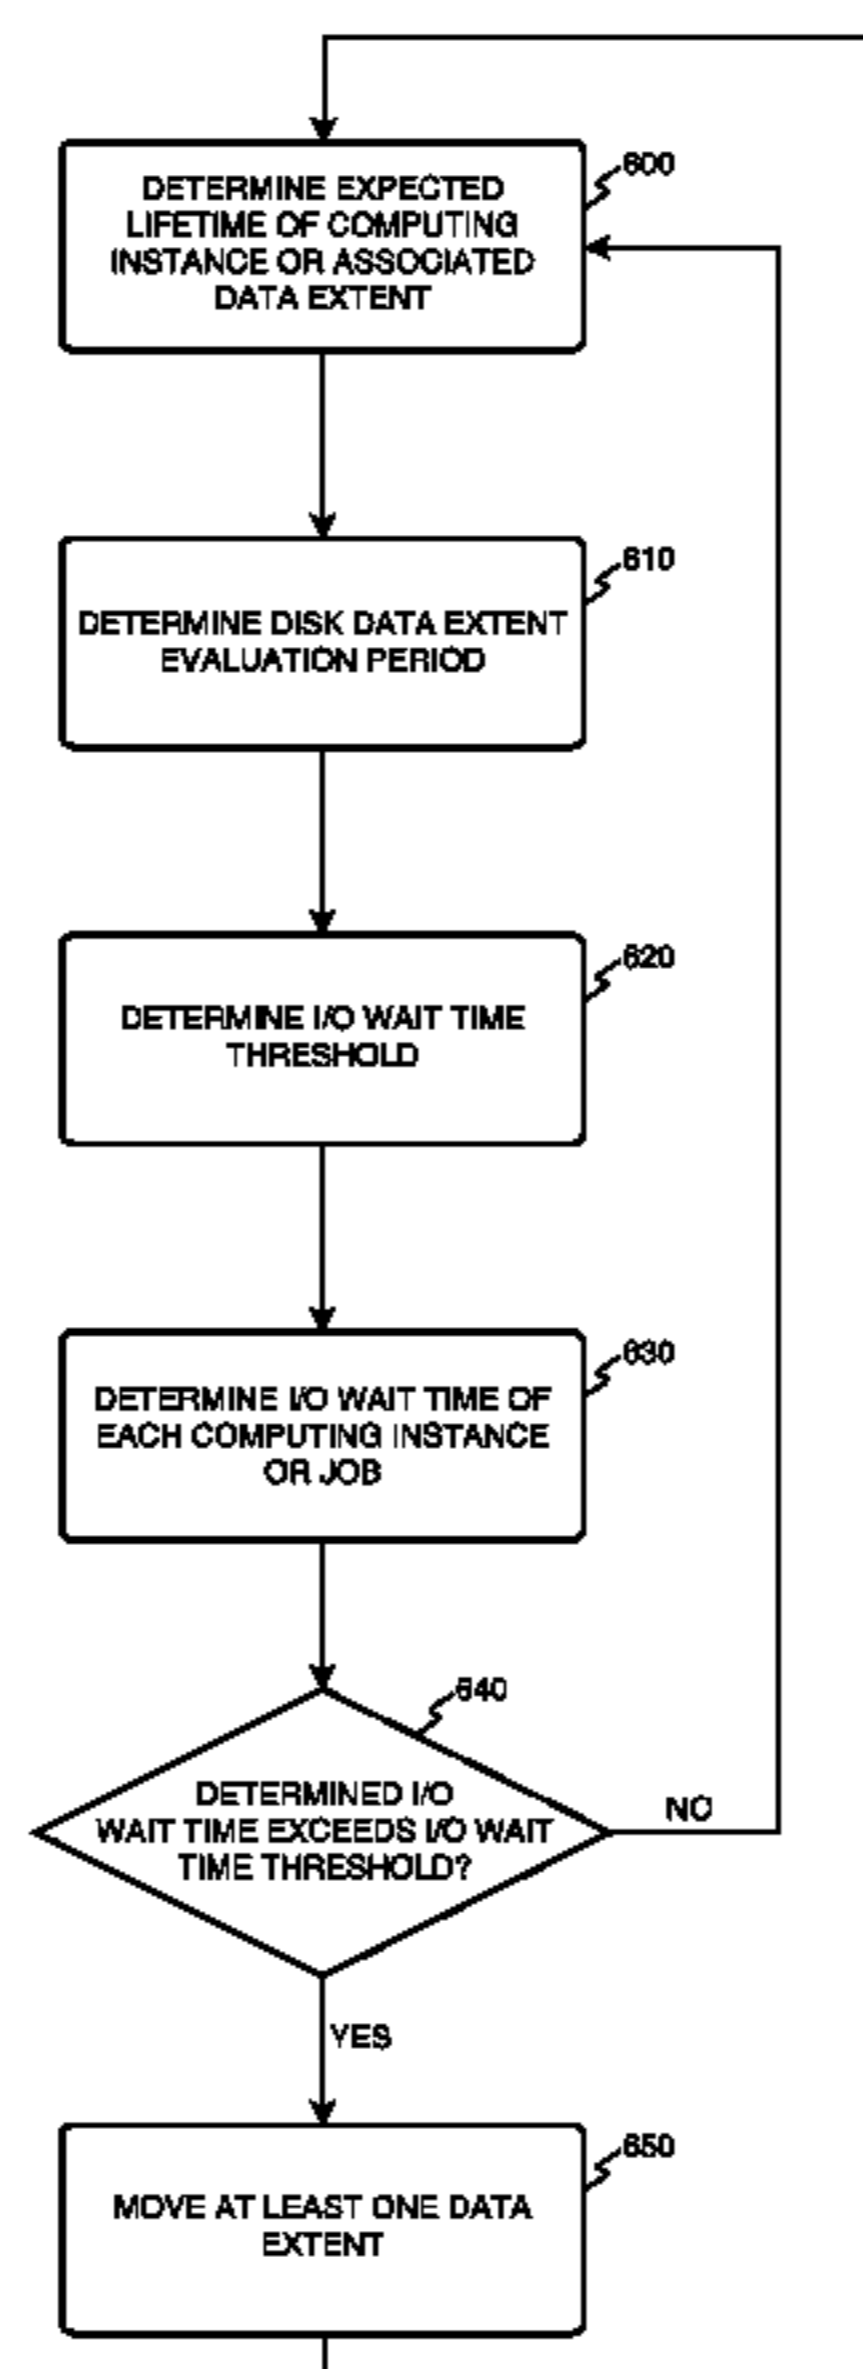 600
DETERMINE EXPECTED
LIFETIME OF COMPUTING
INSTANCE OR ASSOCIATED
DATA EXTENT
610
DETERMINE DISK DATA EXTENT
EVALUATION PERIOD
620
DETERMINE I/O WAIT TIME
THRESHOLD
630
DETERMINE I/O WAIT TIME OF
EACH COMPUTING INSTANCE
OR JOB
640
DETERMINED I/O
WAIT TIME EXCEEDS I/O WAIT
TIME THRESHOLD?
NO
YES
650
MOVE AT LEAST ONE DATA
EXTENT